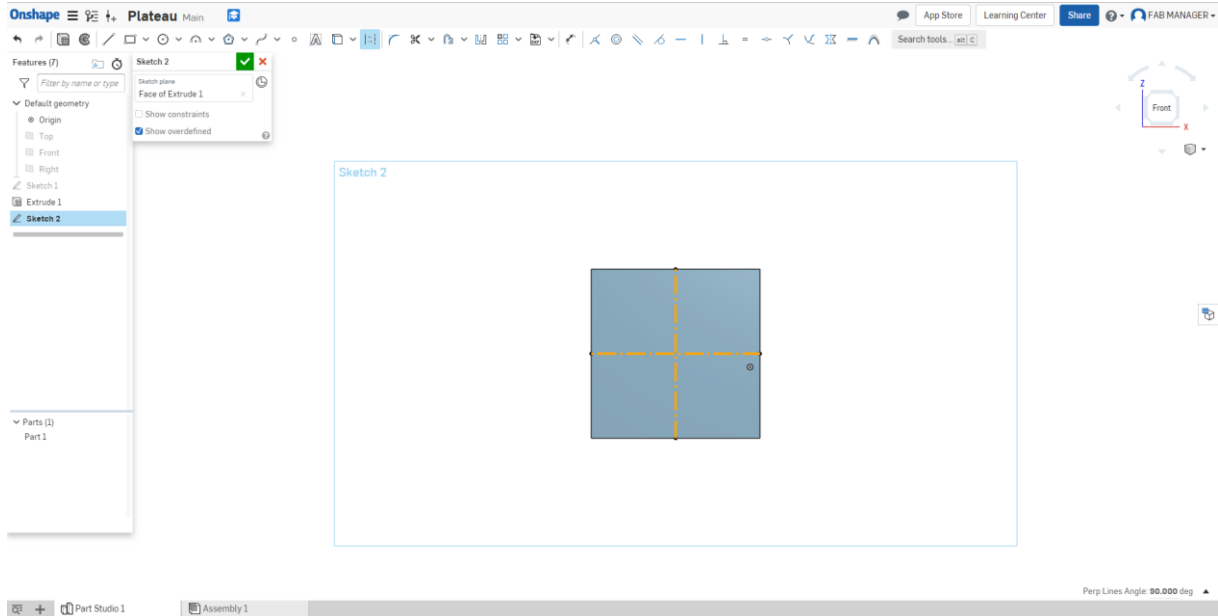 Onshape Plateau Main App Store Learning Center Share FAB MANAGER
Search tools... alt C
Features (7)
Filter by name or type
Default geometry
Origin
Top
Front
Right
Sketch 1
Extrude 1
Sketch 2
Parts (1)
Part 1
Sketch 2
Sketch plane
Face of Extrude 1
Show constraints
Show overdefined
Sketch 2
Z
Front
X
Perp Lines Angle: 90.000 deg
Part Studio 1 Assembly 1